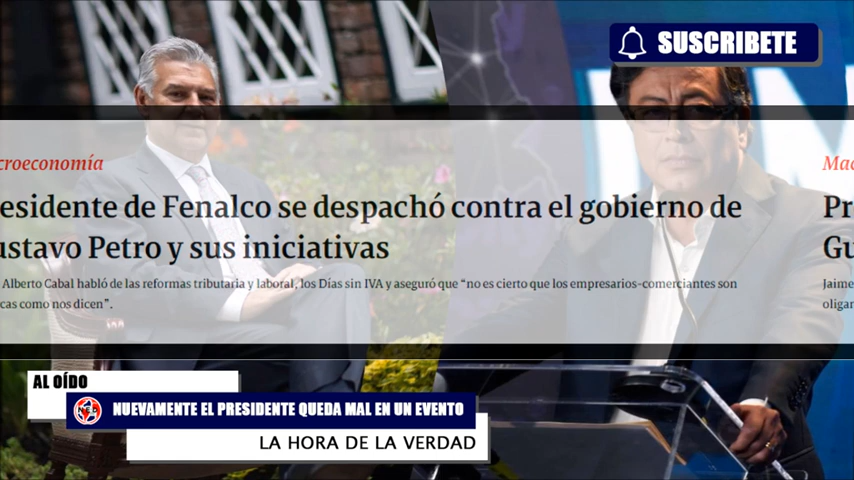 SUSCRIBETE
croeconomía
Mac
esidente de Fenalco se despachó contra el gobierno de
Pr
ustavo Petro y sus iniciativas
Gu
Alberto Cabal habló de las reformas tributaria y laboral, los Días sin IVA y aseguró que “no es cierto que los empresarios-comerciantes son
Jaime
cas como nos dicen”.
oligar
AL OÍDO
NUEVAMENTE EL PRESIDENTE QUEDA MAL EN UN EVENTO
LA HORA DE LA VERDAD